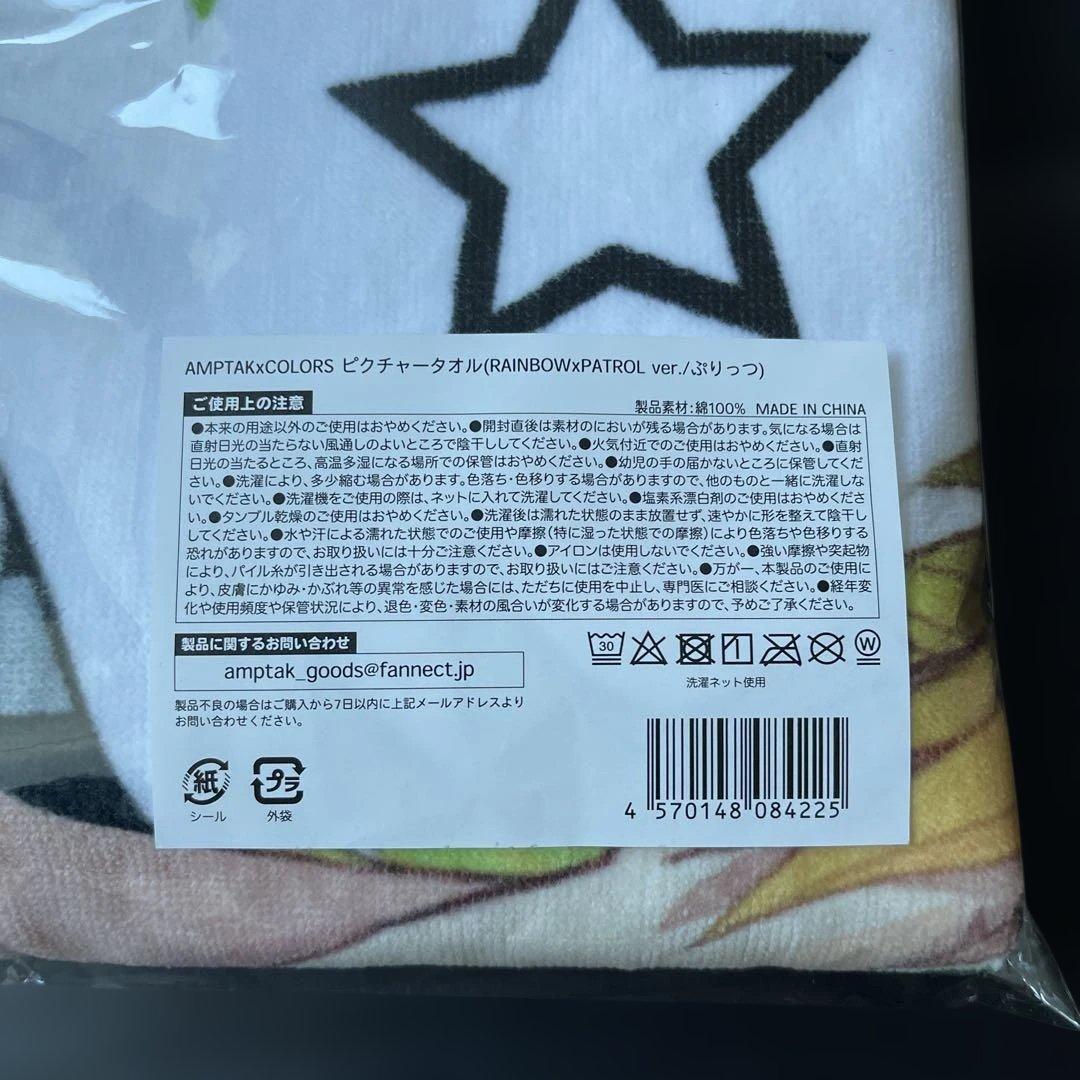 AMPTAKxCOLORS ピクチャータオル(RAINBOWxPATROL ver./ぷりっつ)
ご使用上の注意
製品素材:綿100% MADE IN CHINA
●本来の用途以外のご使用はおやめください。●開封直後は素材のにおいが残る場合があります。気になる場合は
直射日光の当たらない風通しのよいところで陰干ししてください。●火気付近でのご使用はおやめください。●直射
日光の当たるところ、高温多湿になる場所での保管はおやめください。●幼児の手の届かないところに保管してくだ
さい。●洗濯により、多少縮む場合があります。色落ち・色移りする場合がありますので、他のものと一緒に洗濯しな
いでください。●洗濯機をご使用の際は、ネットに入れて洗濯してください。●塩素系漂白剤のご使用はおやめくださ
い。●タンブル乾燥のご使用はおやめください。●洗濯後は濡れた状態のまま放置せず、速やかに形を整えて陰干
ししてください。●水や汗による濡れた状態でのご使用や摩擦(特に湿った状態での摩擦)により色落ちや色移りする
恐れがありますので、お取り扱いには十分ご注意ください。●アイロンは使用しないでください。●強い摩擦や突起物
により、パイル糸が引き出される場合がありますので、お取り扱いにはご注意ください。●万が一、本製品のご使用に
より、皮膚にかゆみ・かぶれ等の異常を感じた場合には、ただちに使用を中止し、専門医にご相談ください。●経年変
化や使用頻度や保管状況により、退色・変色・素材の風合いが変化する場合がありますので、予めご了承ください。
製品に関するお問い合わせ
amptak_goods@fannect.jp
製品不良の場合はご購入から7日以内に上記メールアドレスより
お問い合わせください。
30
W
洗濯ネット使用
紙
シール
プラ
外袋
4 570148 084225